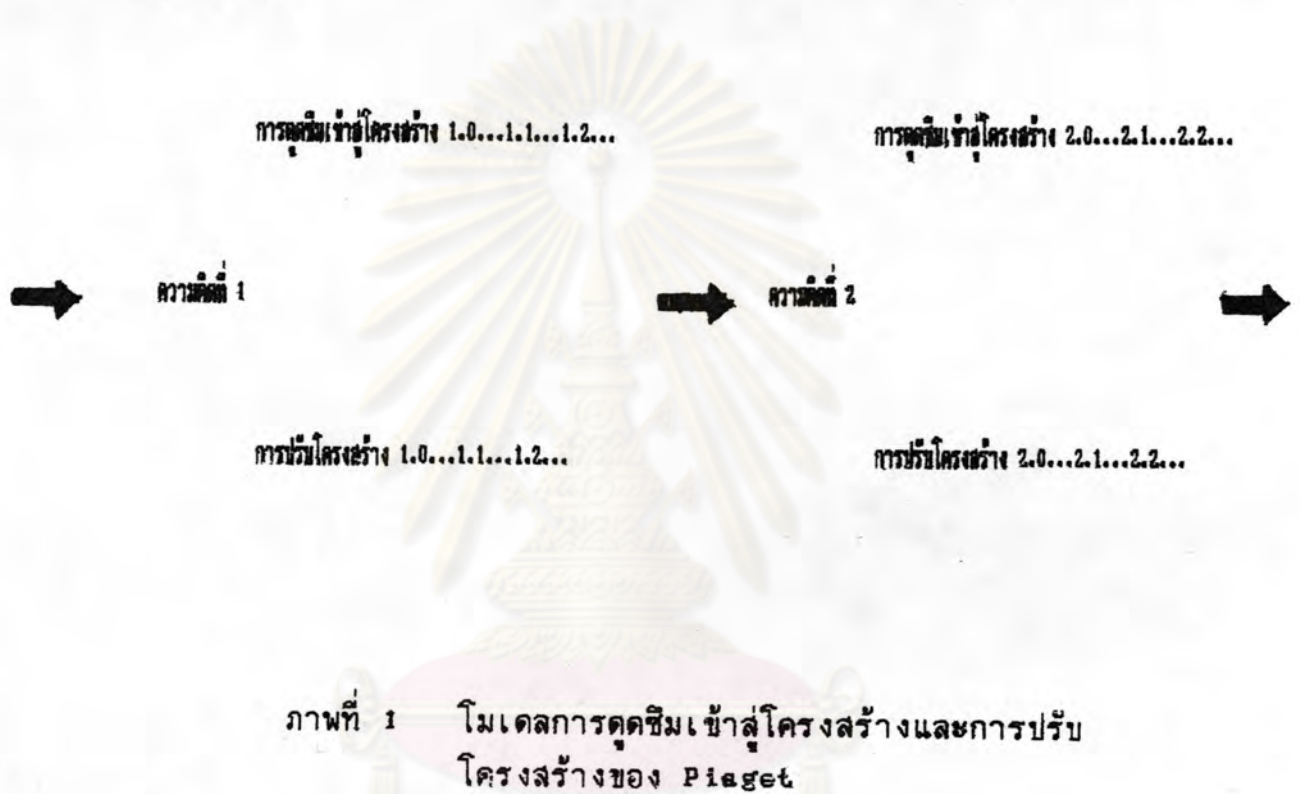 การดูดซึมเข้าสู่โครงสร้าง 1.0...1.1...1.2...
การดูดซึมเข้าสู่โครงสร้าง 2.0...2.1...2.2...
ความคิดที่ 1
ความคิดที่ 2
การปรับโครงสร้าง 1.0...1.1...1.2...
การปรับโครงสร้าง 2.0...2.1...2.2...
ภาพที่ 1 โมเดลการดูดซึมเข้าสู่โครงสร้างและการปรับ
โครงสร้างของ Piaget